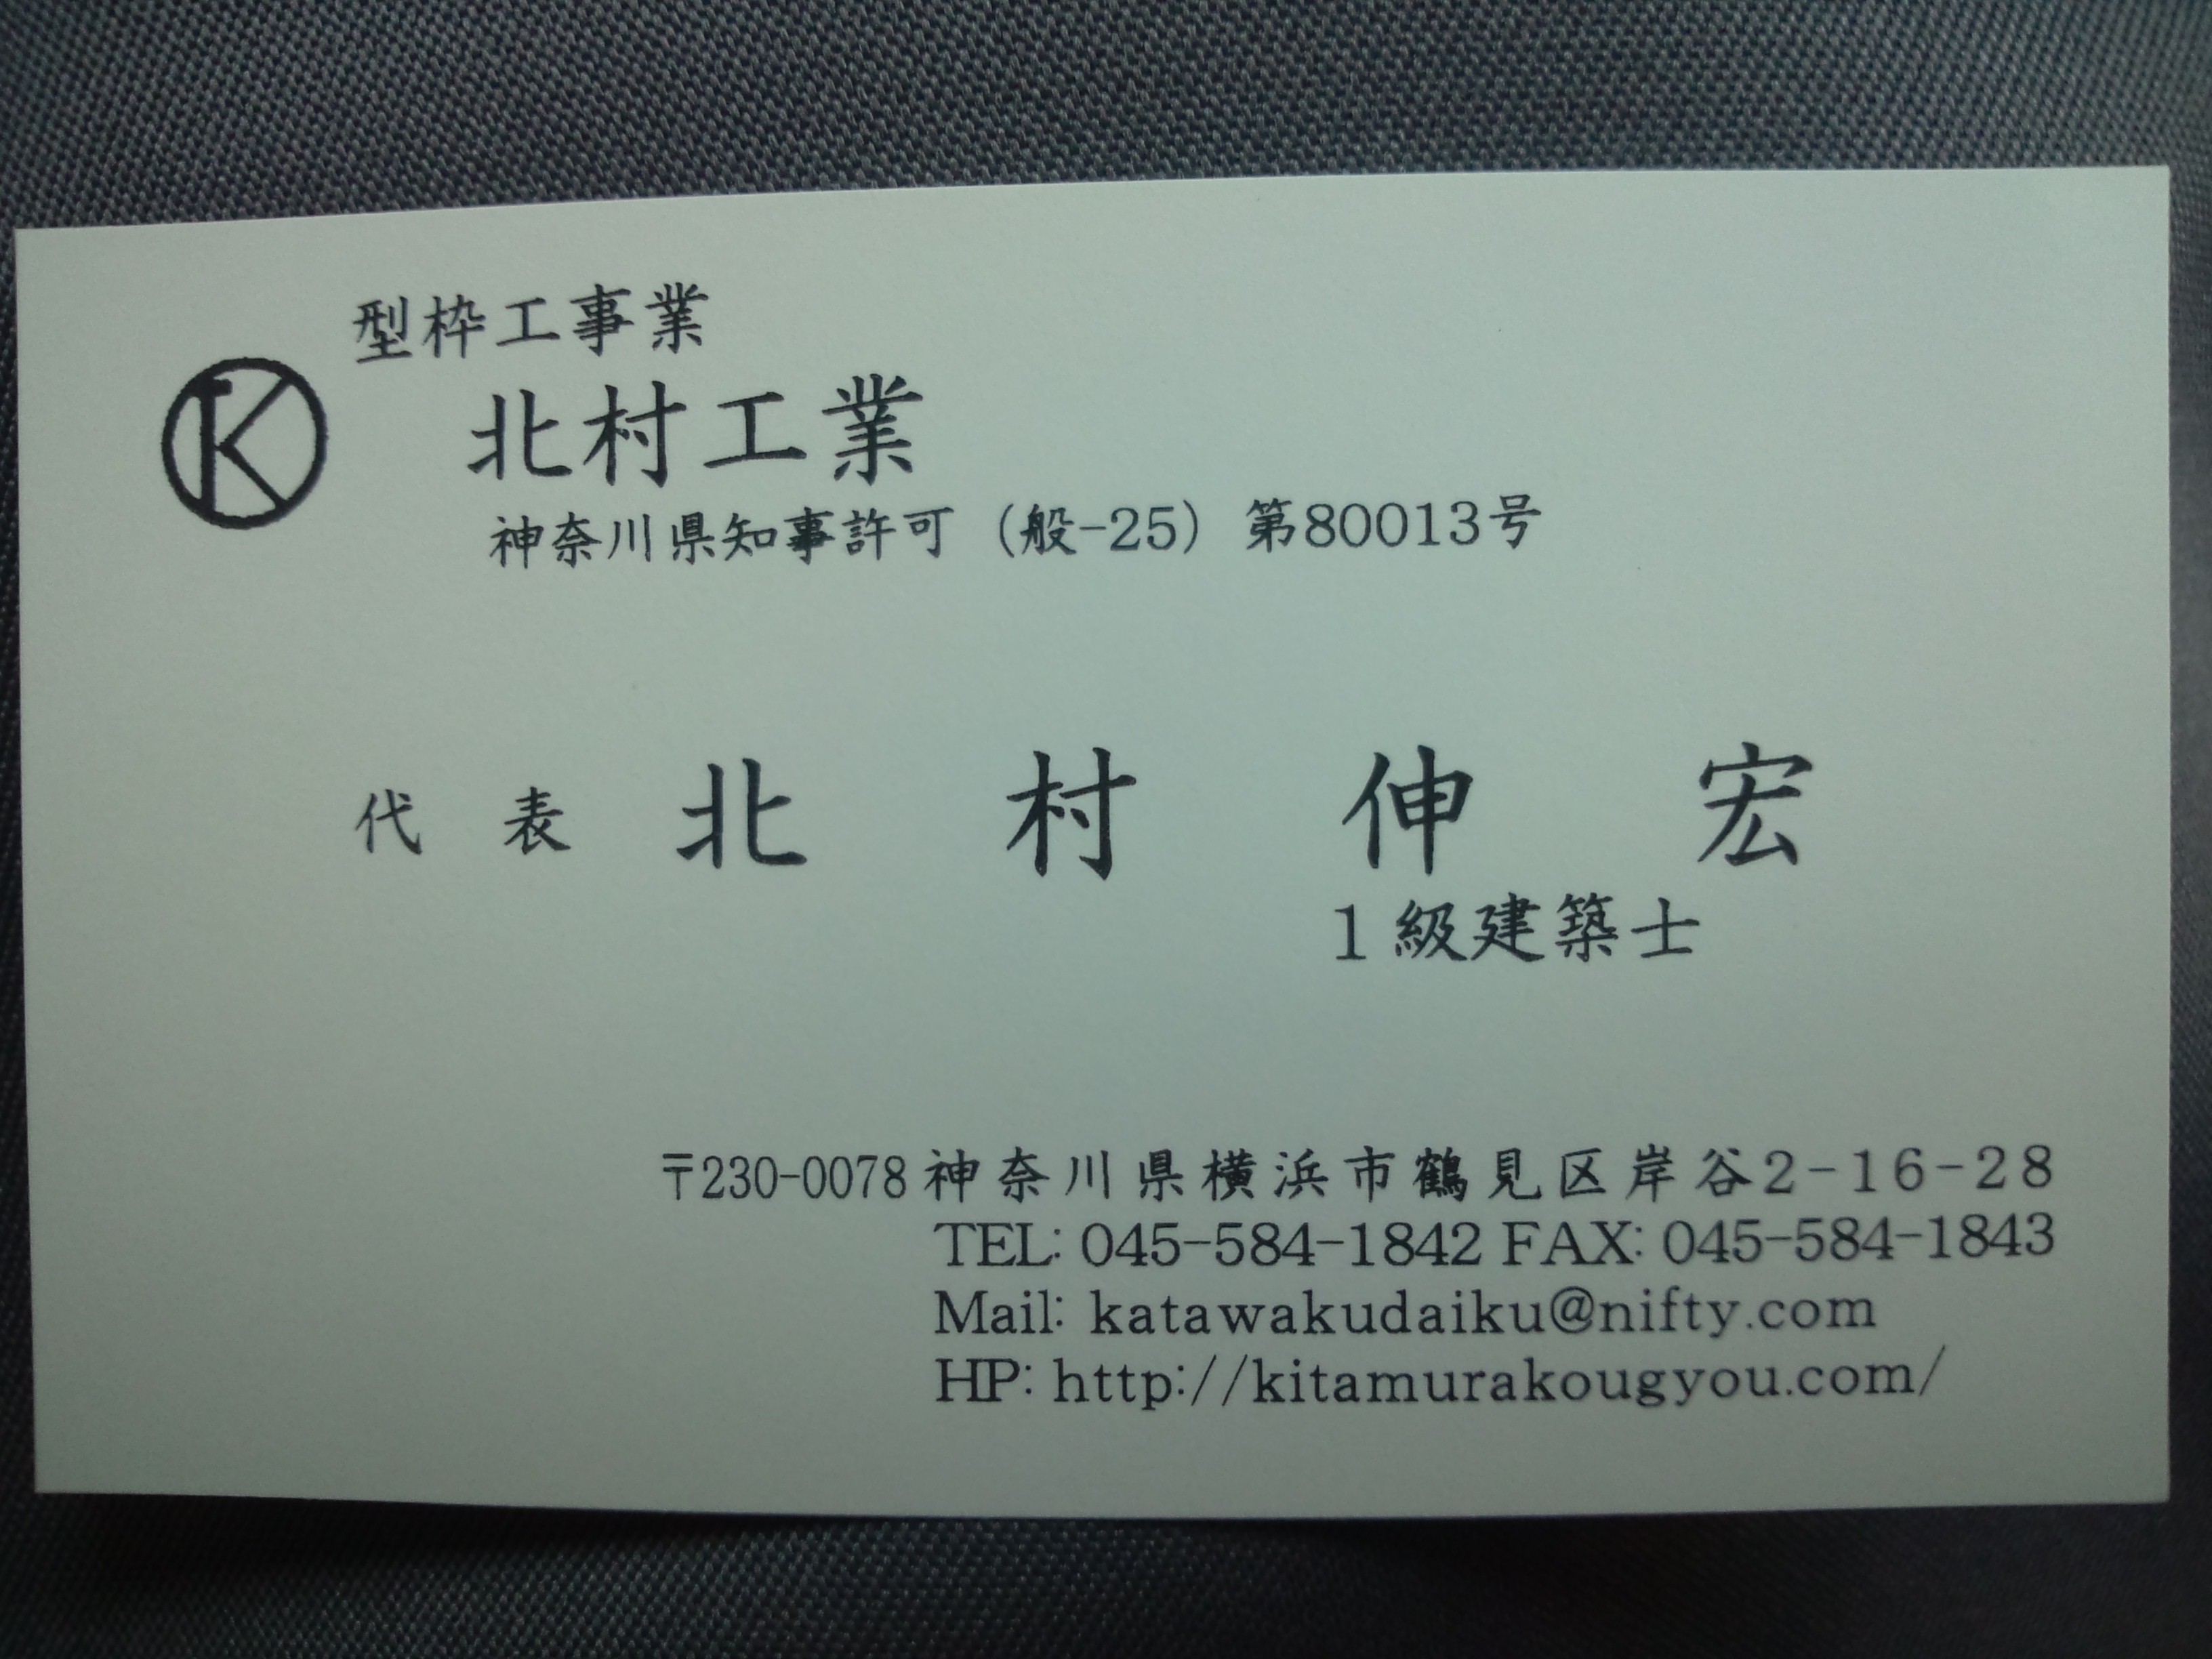 型枠工事業
K
北村工業
神奈川県知事許可（般-25）第80013号
代 表 北 村 伸 宏
1級建築士
〒230-0078 神奈川県横浜市鶴見区岸谷2-16-28
TEL: 045-584-1842 FAX: 045-584-1843
Mail: katawakudaiku@nifty.com
HP: http://kitamurakougyou.com/